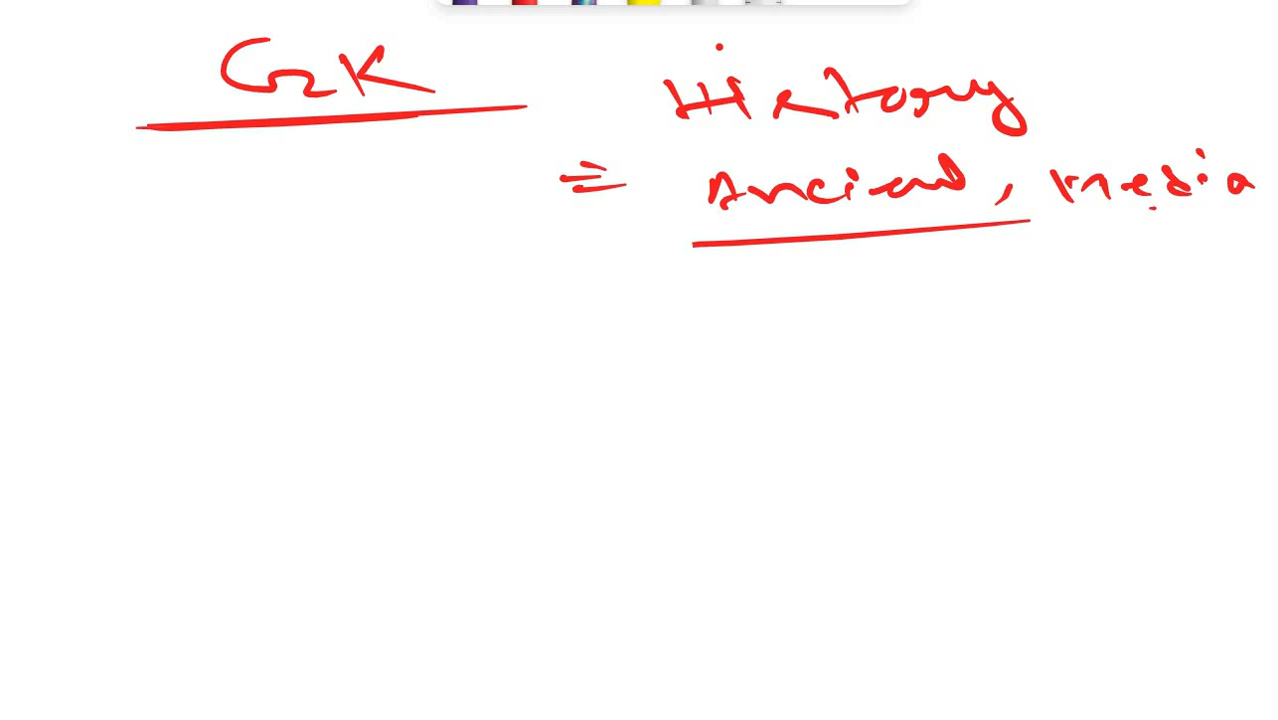 GK
History
= Ancient, media